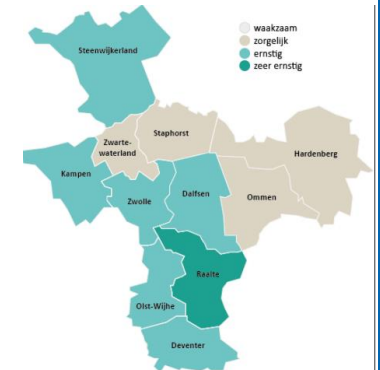 waakzaam
zorgelijk
ernstig
zeer ernstig
Steenwijkerland
Staphorst
Zwarte-
waterland
Hardenberg
Kampen
Zwolle
Dalfsen
Ommen
Raalte
Olst-Wijhe
Deventer